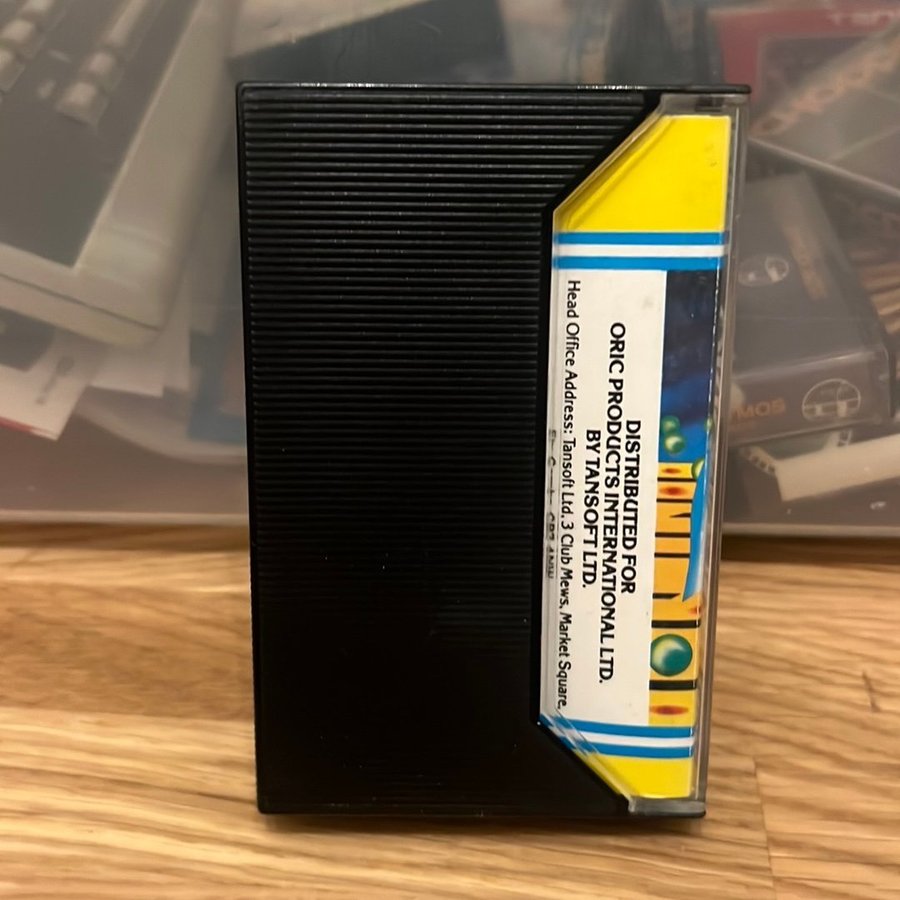 DISTRIBUTED FOR
ORIC PRODUCTS INTERNATIONAL LTD.
BY TANSOFT LTD.
Head Office Address: Tansoft Ltd. 3 Club Mews, Market Square,